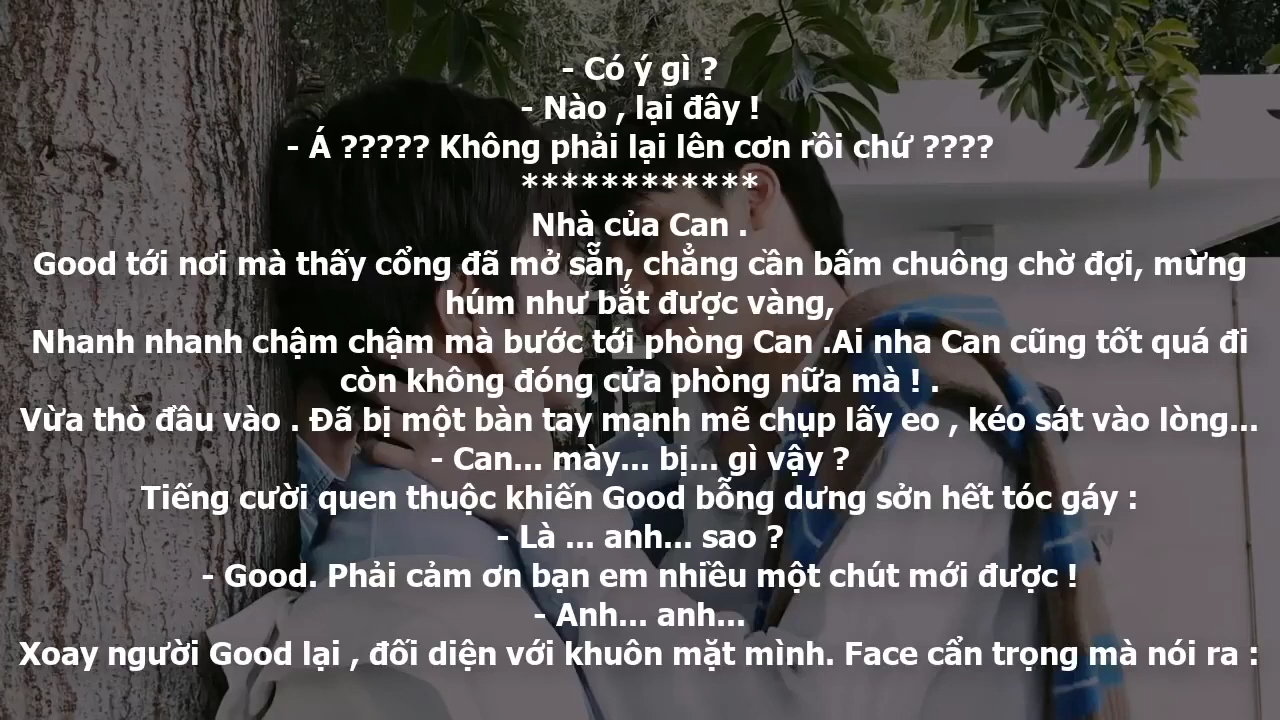 - Có ý gì ?
- Nào , lại đây !
- Á ????? Không phải lại lên cơn rồi chứ ????
************
Nhà của Can .
Good tới nơi mà thấy cổng đã mở sẵn, chẳng cần bấm chuông chờ đợi, mừng
húm như bắt được vàng,
Nhanh nhanh chậm chậm mà bước tới phòng Can .Ai nha Can cũng tốt quá đi
còn không đóng cửa phòng nữa mà ! .
Vừa thò đầu vào . Đã bị một bàn tay mạnh mẽ chụp lấy eo , kéo sát vào lòng...
- Can... mày... bị... gì vậy ?
Tiếng cười quen thuộc khiến Good bỗng dưng sởn hết tóc gáy :
- Là ... anh... sao ?
- Good. Phải cảm ơn bạn em nhiều một chút mới được !
- Anh... anh...
Xoay người Good lại , đối diện với khuôn mặt mình. Face cẩn trọng mà nói ra :